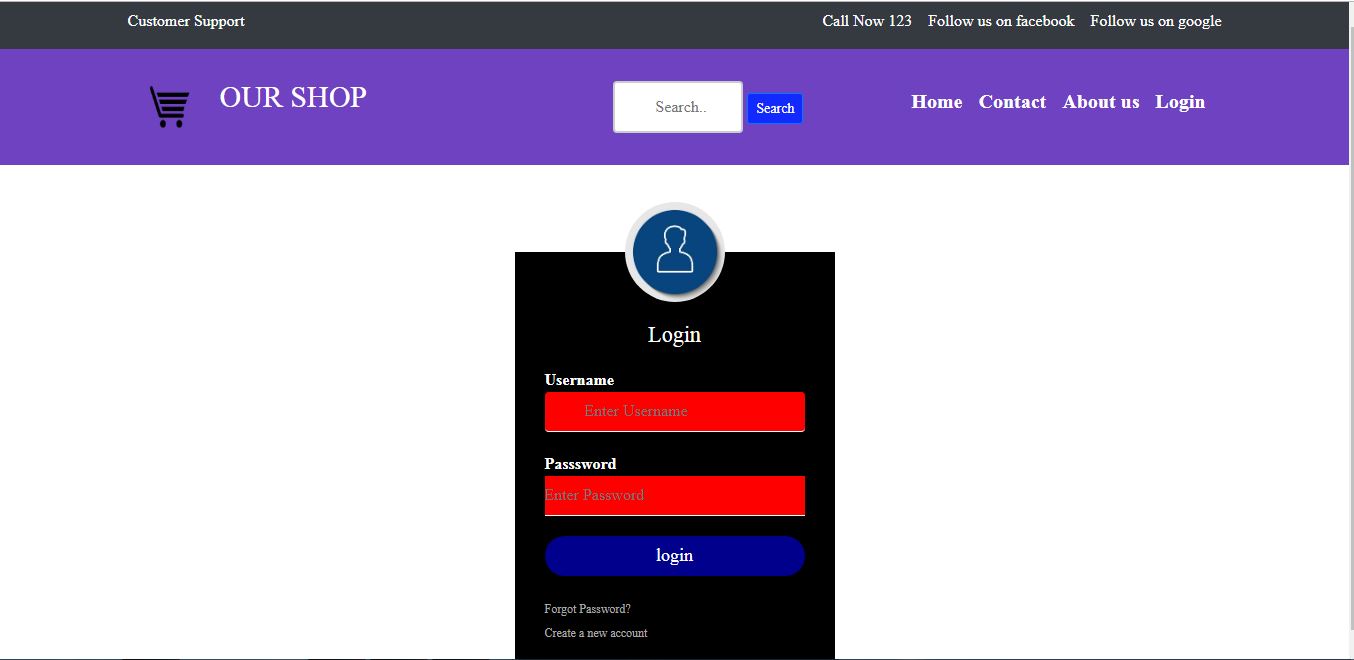 Customer Support Call Now 123 Follow us on facebook Follow us on google
OUR SHOP Search.. Search Home Contact About us Login
Login
Username
Enter Username
Passsword
Enter Password
login
Forgot Password?
Create a new account